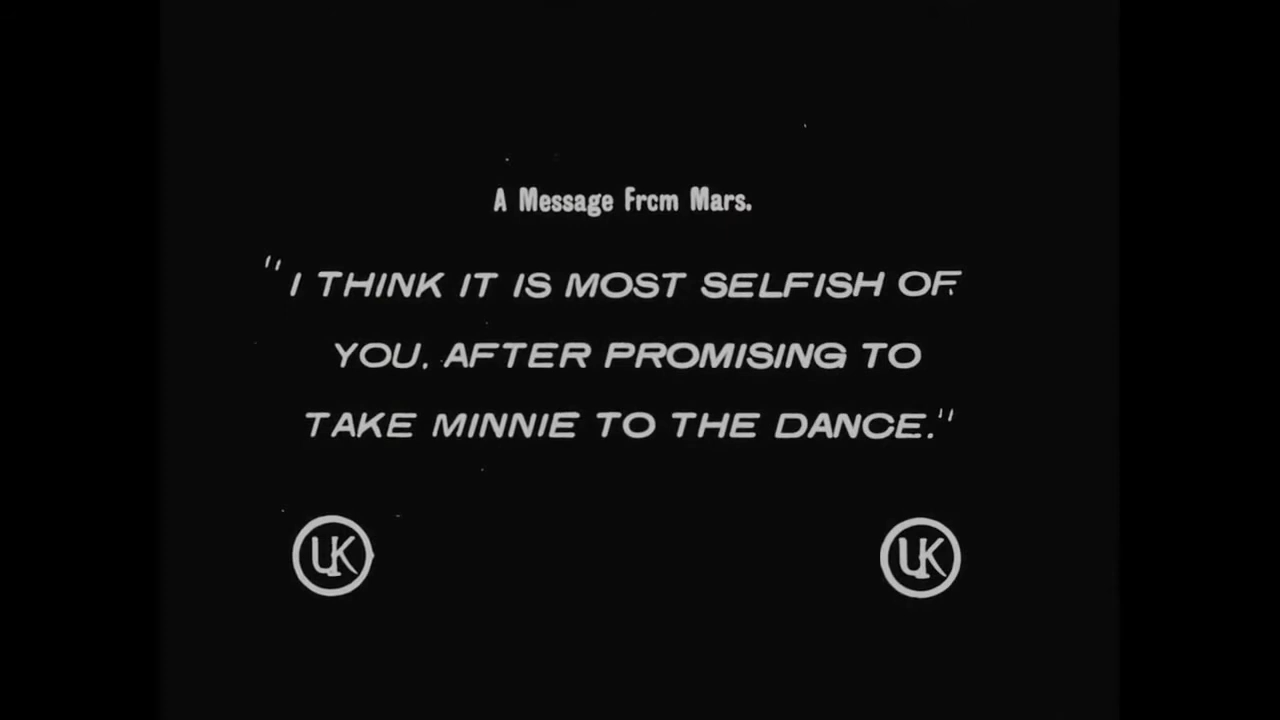 A Message From Mars.
"I THINK IT IS MOST SELFISH OF
YOU, AFTER PROMISING TO
TAKE MINNIE TO THE DANCE."
UK UK